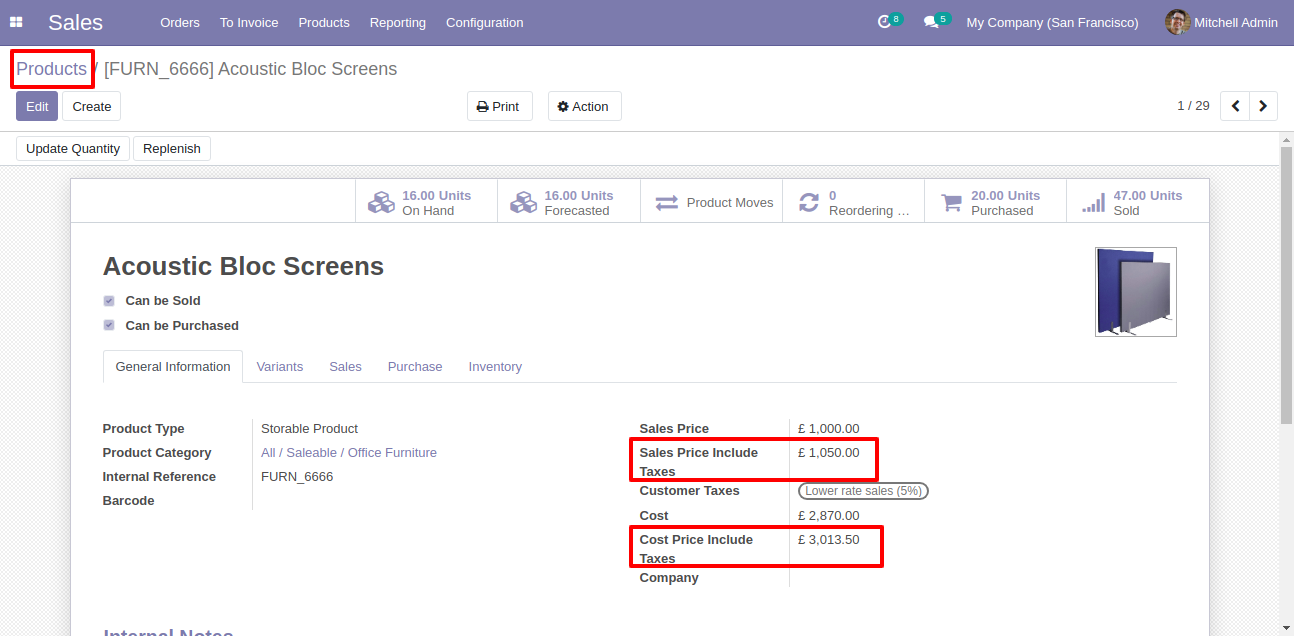 Sales Orders To Invoice Products Reporting Configuration 8 5 My Company (San Francisco) Mitchell Admin
Products / [FURN_6666] Acoustic Bloc Screens
Edit Create Print Action 1 / 29
Update Quantity Replenish
16.00 Units 16.00 Units Product Moves 0 20.00 Units 47.00 Units
On Hand Forecasted Reordering ... Purchased Sold
Acoustic Bloc Screens
Can be Sold
Can be Purchased
General Information Variants Sales Purchase Inventory
Product Type Storable Product
Product Category All / Saleable / Office Furniture
Internal Reference FURN_6666
Barcode
Sales Price £ 1,000.00
Sales Price Include £ 1,050.00
Taxes
Customer Taxes Lower rate sales (5%)
Cost £ 2,870.00
Cost Price Include £ 3,013.50
Taxes
Company
Internal Notes